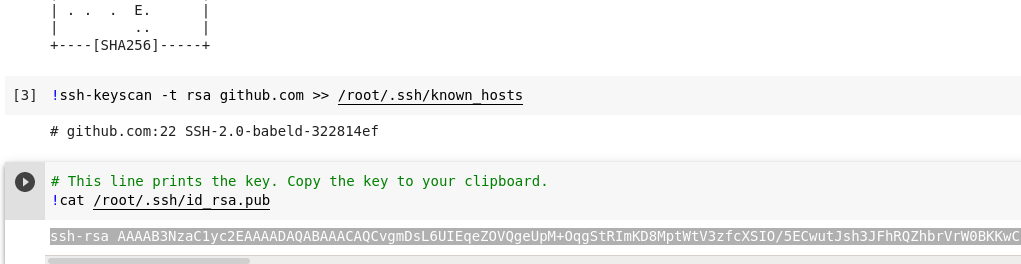 | . .  .  E.      |
|         ..      |
+----[SHA256]-----+
[3] !ssh-keyscan -t rsa github.com >> /root/.ssh/known_hosts
# github.com:22 SSH-2.0-babeld-322814ef
# This line prints the key. Copy the key to your clipboard.
!cat /root/.ssh/id_rsa.pub
ssh-rsa AAAAB3NzaC1yc2EAAAADAQABAAACAQCvgmDsL6UIEqeZOVQgeUpM+OqgStRImKD8MptWtV3zfcXSIO/5ECwutJsh3JFhRQZhbrVrW0BKKwC